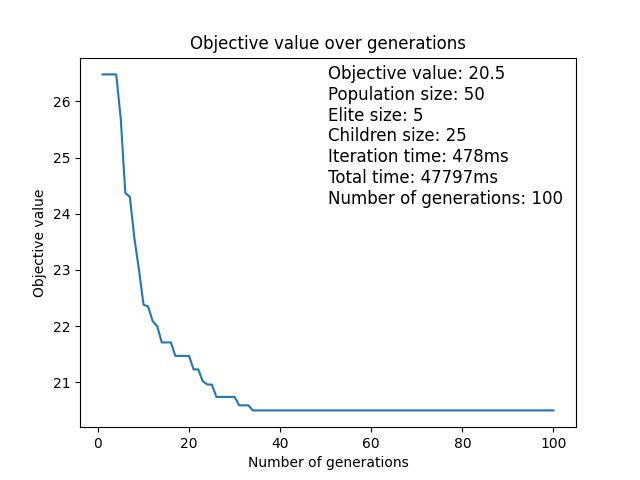 Objective value over generations
Objective value: 20.5
Population size: 50
Elite size: 5
Children size: 25
Iteration time: 478ms
Total time: 47797ms
Number of generations: 100
Objective value
26
25
24
23
22
21
0 20 40 60 80 100
Number of generations